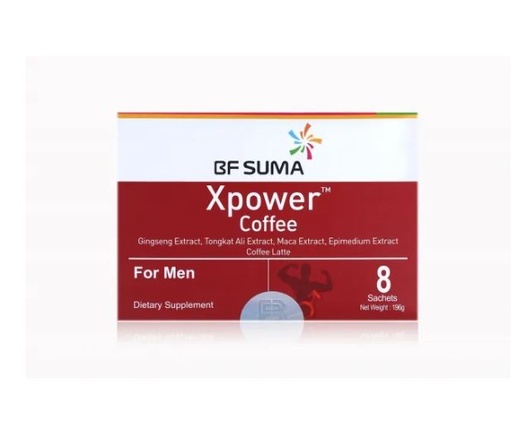 BF SUMA
Xpower™
Coffee
Gingseng Extract, Tongkat Ali Extract, Maca Extract, Epimedium Extract
Coffee Latte
For Men
8
Sachets
Dietary Supplement
Net Weight : 196g